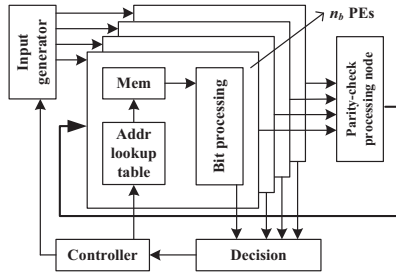 n_b PEs
Input
generator
Mem
Bit processing
Parity-check
processing node
Addr
lookup
table
Controller
Decision